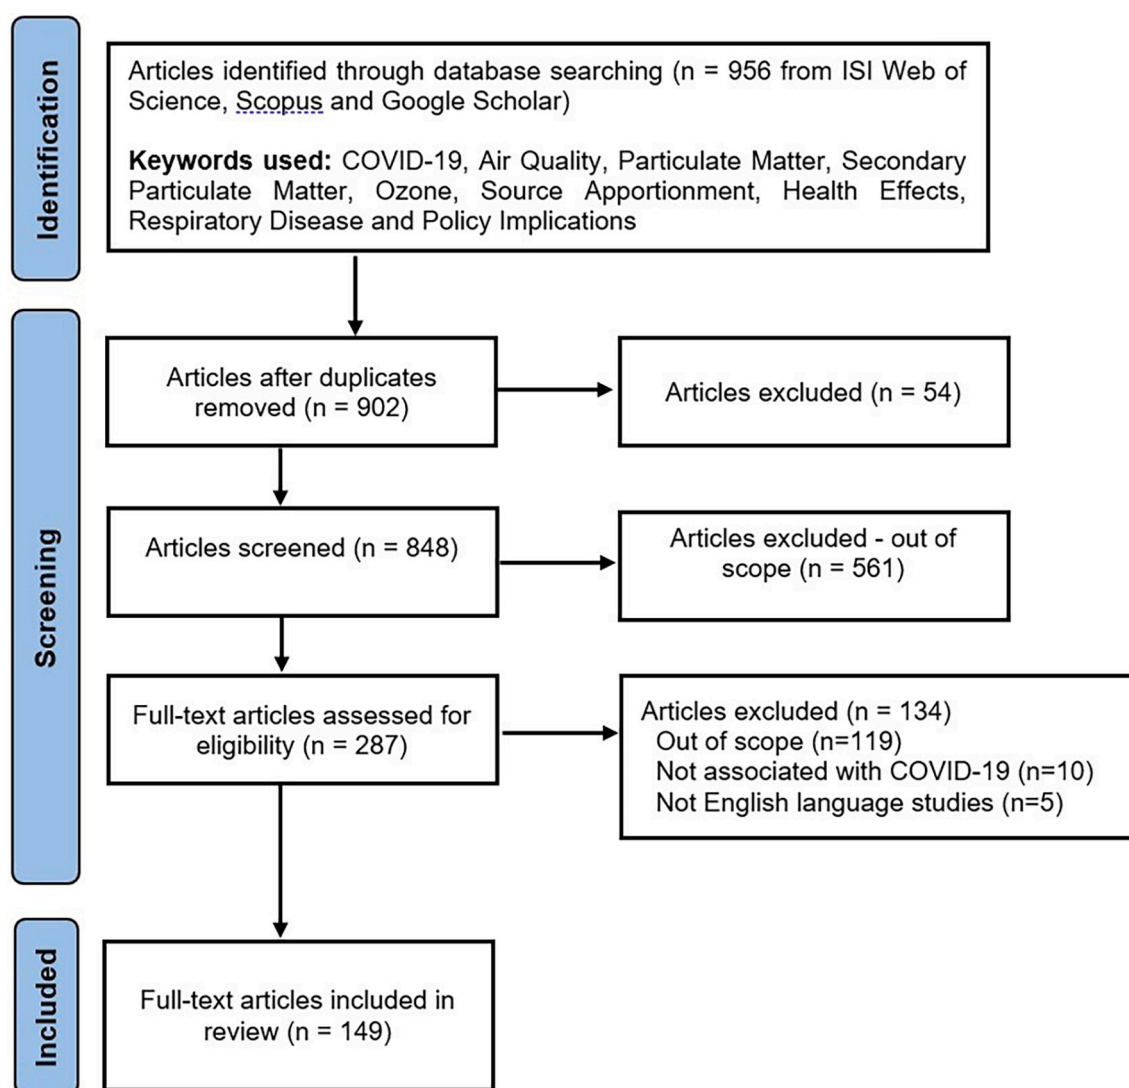 Identification
Articles identified through database searching (n = 956 from ISI Web of
Science, Scopus and Google Scholar)
Keywords used: COVID-19, Air Quality, Particulate Matter, Secondary
Particulate Matter, Ozone, Source Apportionment, Health Effects,
Respiratory Disease and Policy Implications
Screening
Articles after duplicates
removed (n = 902)
Articles excluded (n = 54)
Articles screened (n = 848)
Articles excluded - out of
scope (n = 561)
Full-text articles assessed for
eligibility (n = 287)
Articles excluded (n = 134)
Out of scope (n=119)
Not associated with COVID-19 (n=10)
Not English language studies (n=5)
Included
Full-text articles included in
review (n = 149)